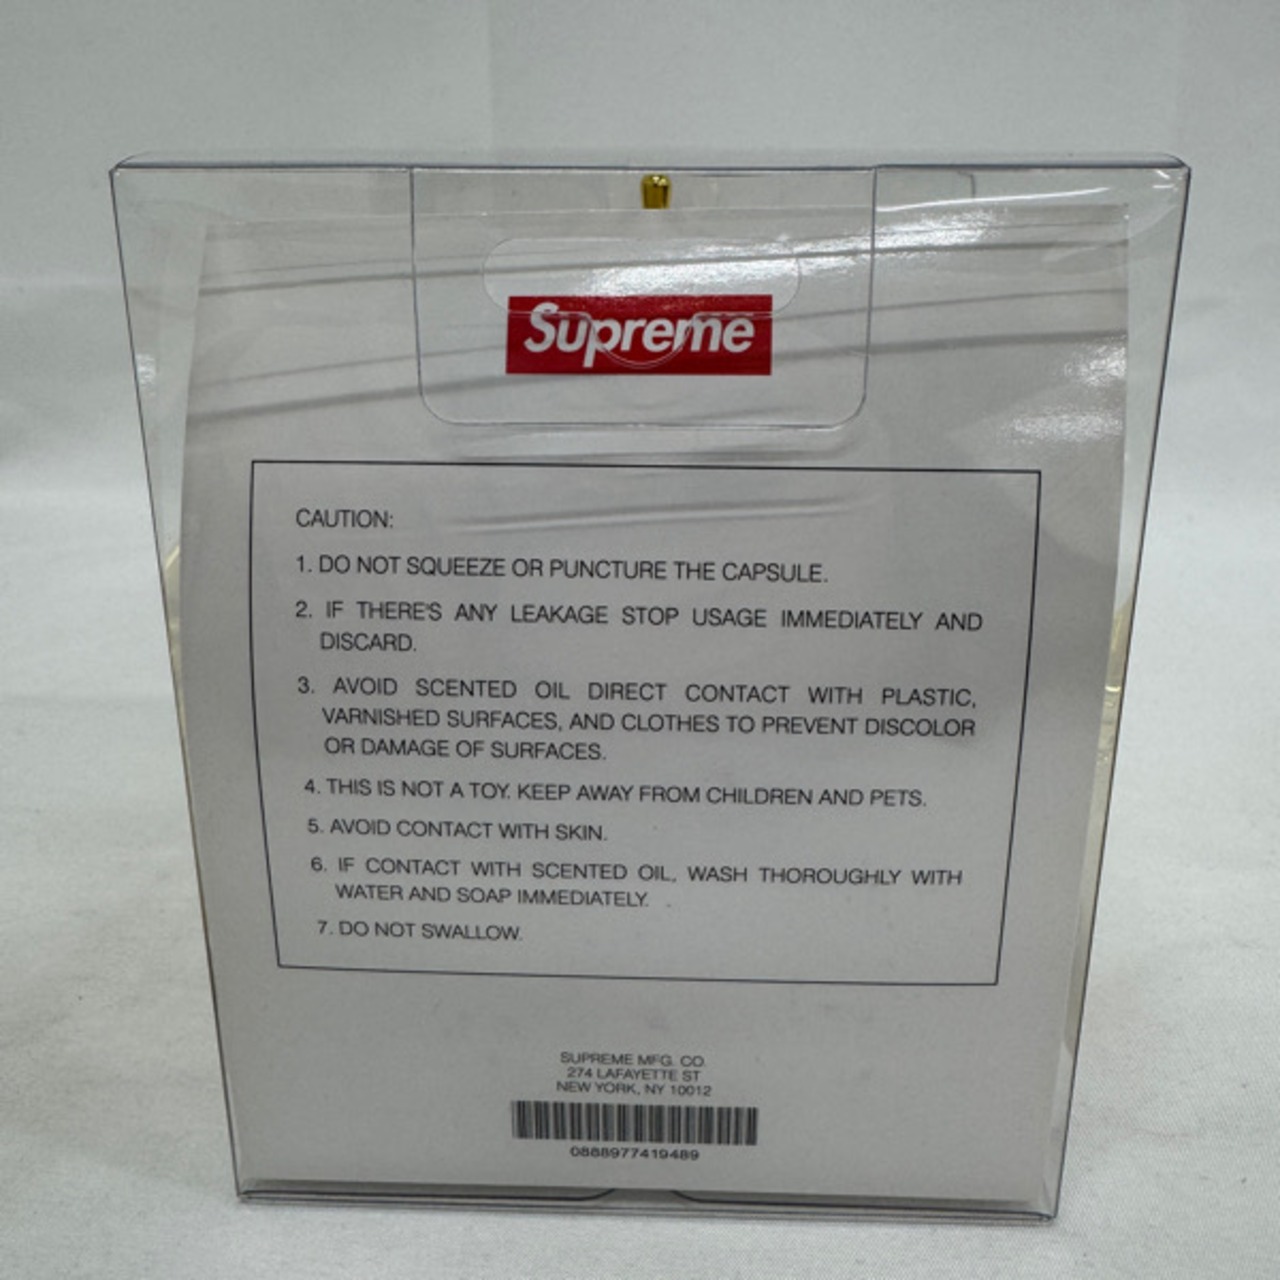 Supreme
CAUTION:
1. DO NOT SQUEEZE OR PUNCTURE THE CAPSULE.
2. IF THERE'S ANY LEAKAGE STOP USAGE IMMEDIATELY AND
DISCARD.
3. AVOID SCENTED OIL DIRECT CONTACT WITH PLASTIC,
VARNISHED SURFACES, AND CLOTHES TO PREVENT DISCOLOR
OR DAMAGE OF SURFACES.
4. THIS IS NOT A TOY. KEEP AWAY FROM CHILDREN AND PETS.
5. AVOID CONTACT WITH SKIN.
6. IF CONTACT WITH SCENTED OIL, WASH THOROUGHLY WITH
WATER AND SOAP IMMEDIATELY.
7. DO NOT SWALLOW.
SUPREME MFG. CO.
274 LAFAYETTE ST
NEW YORK, NY 10012
0888977419489